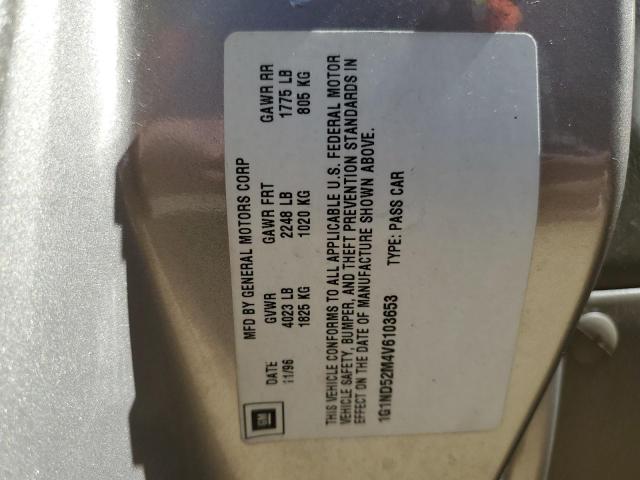 MFD BY GENERAL MOTORS CORP
DATE GVWR GAWR FRT GAWR RR
11/96 4023 LB 2248 LB 1775 LB
1825 KG 1020 KG 805 KG
GM
THIS VEHICLE CONFORMS TO ALL APPLICABLE U.S. FEDERAL MOTOR
VEHICLE SAFETY, BUMPER, AND THEFT PREVENTION STANDARDS IN
EFFECT ON THE DATE OF MANUFACTURE SHOWN ABOVE.
1G1ND52M4V6103653 TYPE: PASS CAR